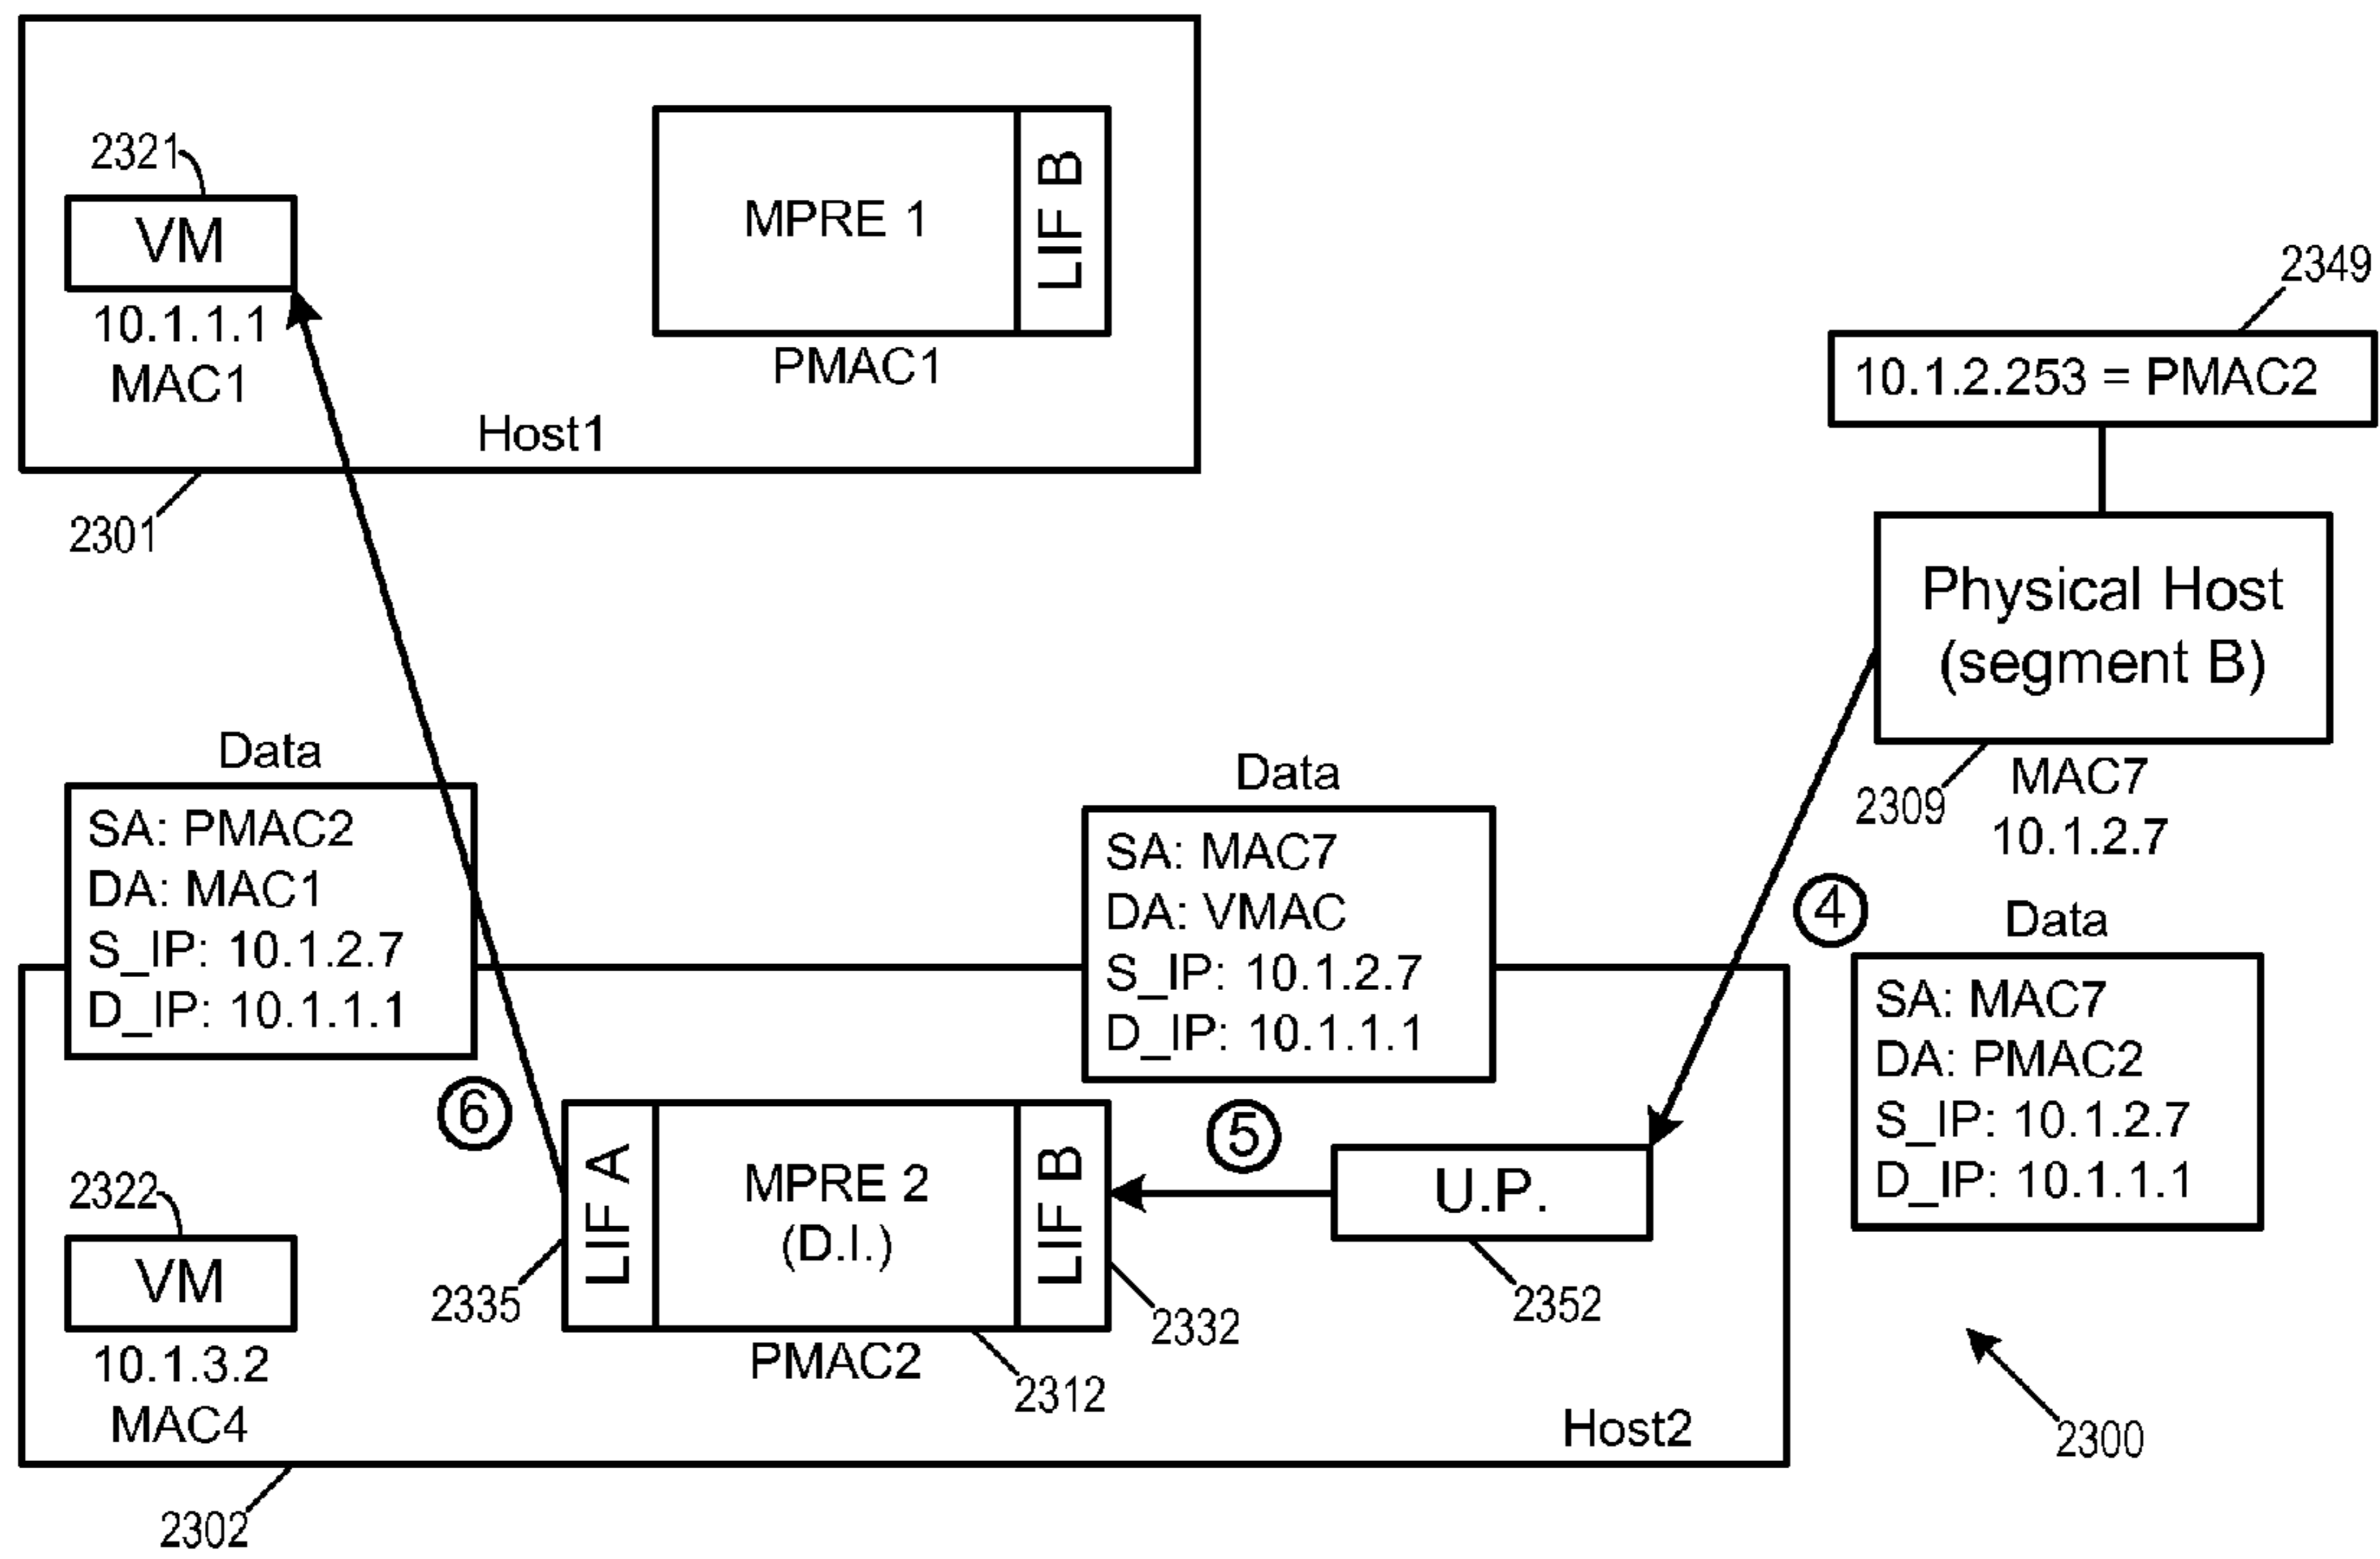 2321
VM
10.1.1.1
MAC1
MPRE 1
LIF B
PMAC1
Host1
2301
2349
10.1.2.253 = PMAC2
Physical Host
(segment B)
2309
MAC7
10.1.2.7
Data
SA: PMAC2
DA: MAC1
S_IP: 10.1.2.7
D_IP: 10.1.1.1
Data
SA: MAC7
DA: VMAC
S_IP: 10.1.2.7
D_IP: 10.1.1.1
4
Data
SA: MAC7
DA: PMAC2
S_IP: 10.1.2.7
D_IP: 10.1.1.1
6
5
2322
VM
10.1.3.2
MAC4
LIF A
MPRE 2
(D.I.)
LIF B
U.P.
2335
2332
2352
PMAC2
2312
Host2
2302
2300